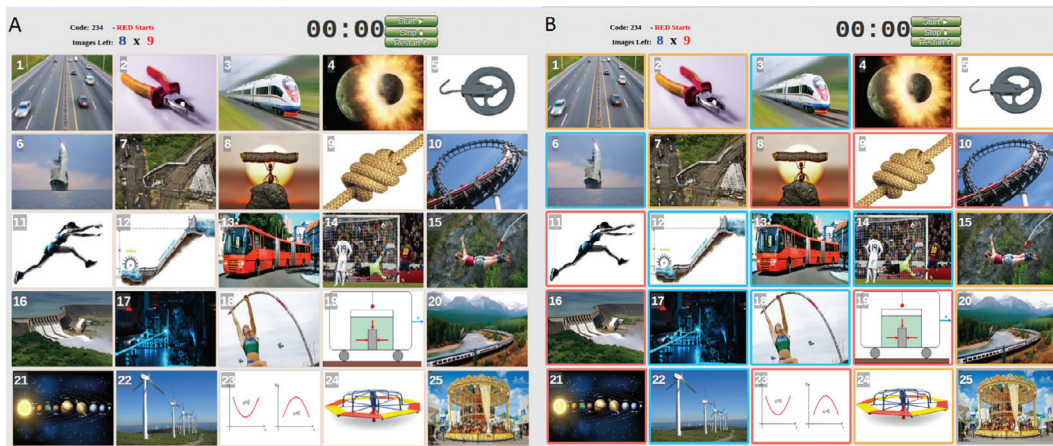 A
Code: 234 - RED Starts
Images Left: 8 x 9
00:00
Start ▶
Stop ■
Restart ↻
1 2 3 4 5
6 7 8 9 10
11 12 13 14 15
16 17 18 19 20
21 22 23 24 25
B
Code: 234 - RED Starts
Images Left: 8 x 9
00:00
Start ▶
Stop ■
Restart ↻
1 2 3 4 5
6 7 8 9 10
11 12 13 14 15
16 17 18 19 20
21 22 23 24 25